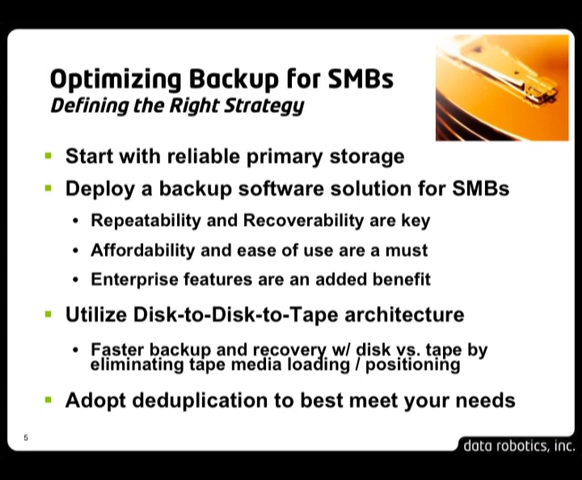 Optimizing Backup for SMBs
Defining the Right Strategy
Start with reliable primary storage
Deploy a backup software solution for SMBs
Repeatability and Recoverability are key
Affordability and ease of use are a must
Enterprise features are an added benefit
Utilize Disk-to-Disk-to-Tape architecture
Faster backup and recovery w/ disk vs. tape by
eliminating tape media loading / positioning
Adopt deduplication to best meet your needs
5
data robotics, inc.